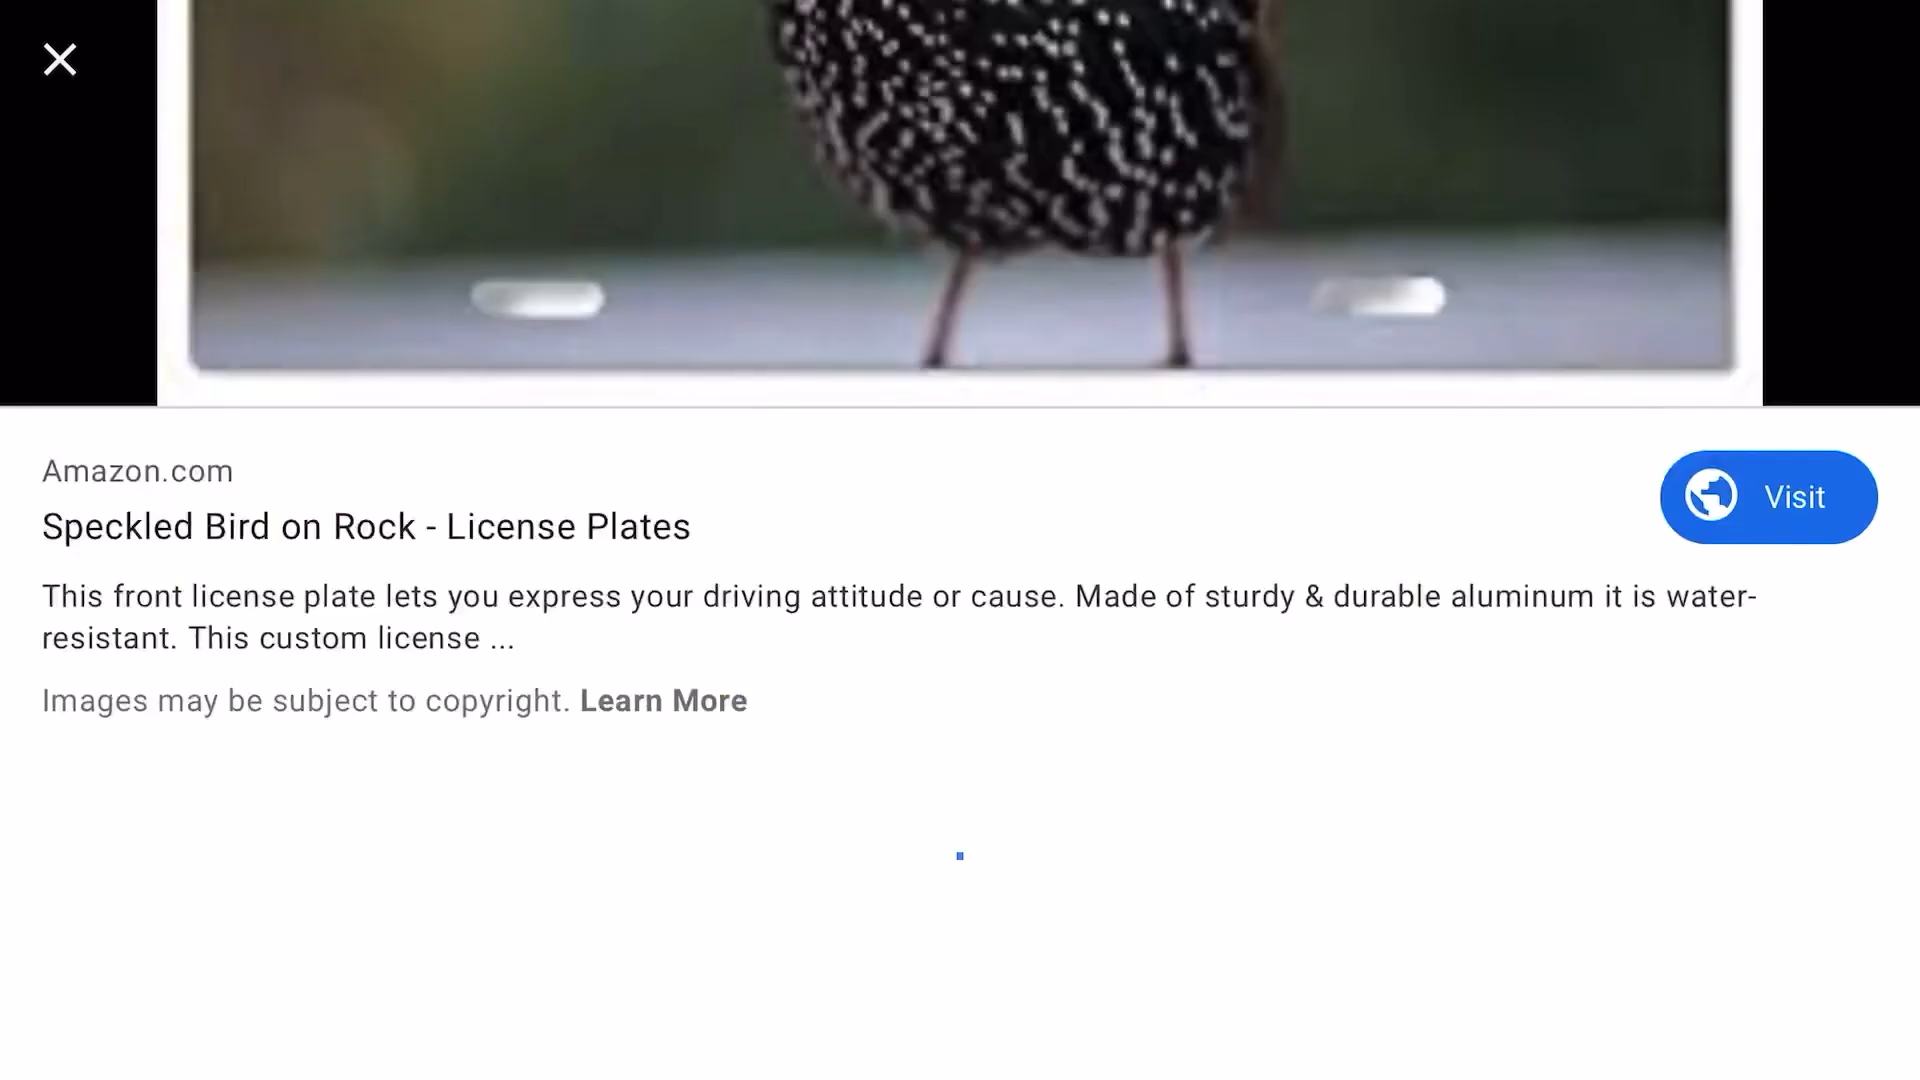 Amazon.com
Visit
Speckled Bird on Rock - License Plates
This front license plate lets you express your driving attitude or cause. Made of sturdy & durable aluminum it is water-
resistant. This custom license ...
Images may be subject to copyright. Learn More